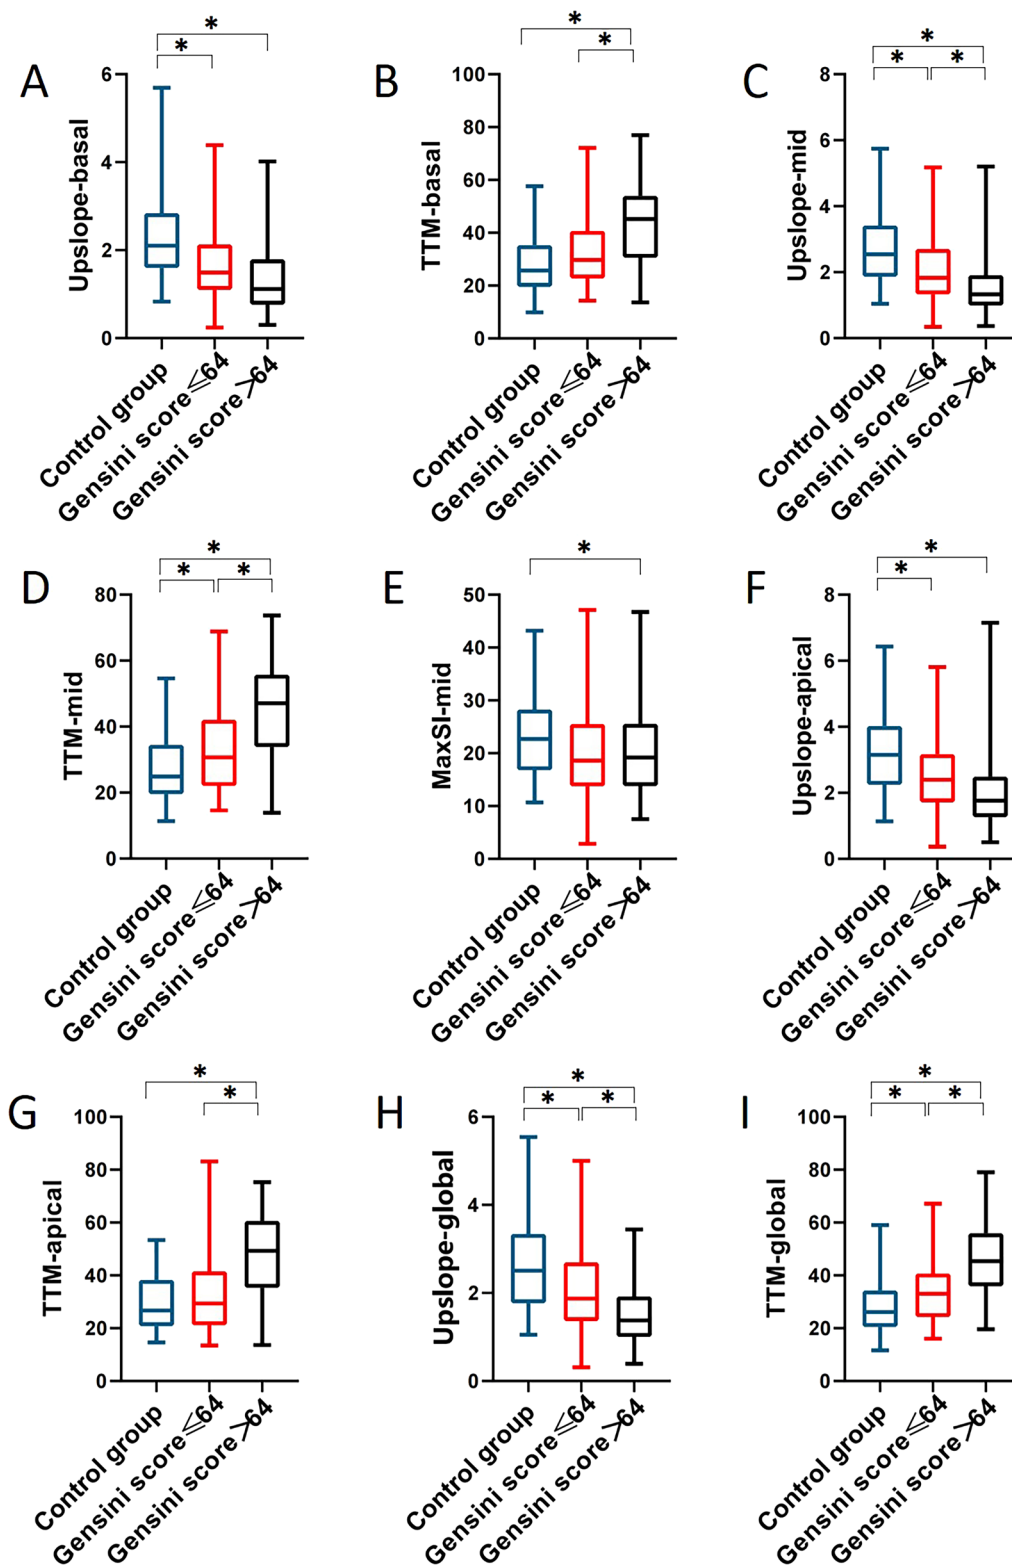 A
Upslope-basal
6
4
2
0
*
*
Control group
Gensini score≤64
Gensini score>64
B
TTM-basal
100
80
60
40
20
0
*
*
Control group
Gensini score≤64
Gensini score>64
C
Upslope-mid
8
6
4
2
0
*
*
*
Control group
Gensini score≤64
Gensini score>64
D
TTM-mid
80
60
40
20
0
*
*
*
Control group
Gensini score≤64
Gensini score>64
E
MaxSI-mid
50
40
30
20
10
0
*
Control group
Gensini score≤64
Gensini score>64
F
Upslope-apical
8
6
4
2
0
*
*
Control group
Gensini score≤64
Gensini score>64
G
TTM-apical
100
80
60
40
20
0
*
*
Control group
Gensini score≤64
Gensini score>64
H
Upslope-global
6
4
2
0
*
*
*
Control group
Gensini score≤64
Gensini score>64
I
TTM-global
100
80
60
40
20
0
*
*
*
Control group
Gensini score≤64
Gensini score>64